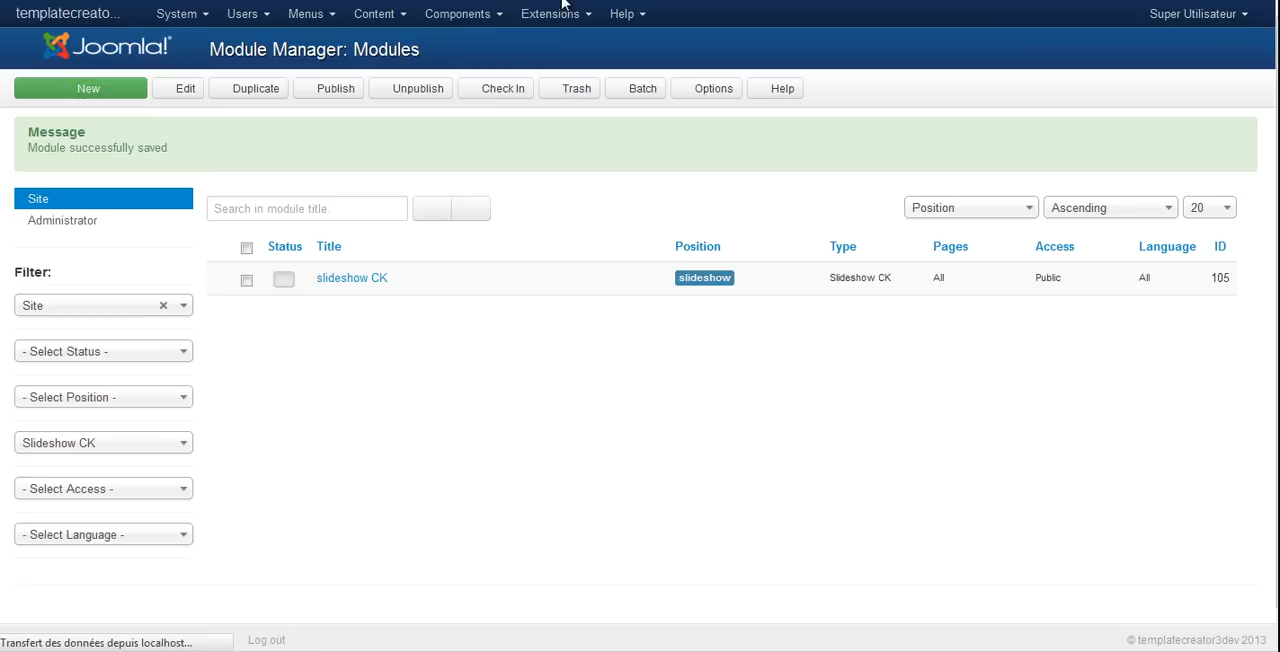 templatecreato... System Users Menus Content Components Extensions Help Super Utilisateur
Joomla!® Module Manager: Modules
New Edit Duplicate Publish Unpublish Check In Trash Batch Options Help
Message
Module successfully saved
Site
Administrator
Search in module title.
Position Ascending 20
Status Title Position Type Pages Access Language ID
slideshow CK slideshow Slideshow CK All Public All 105
Filter:
Site
- Select Status -
- Select Position -
Slideshow CK
- Select Access -
- Select Language -
Transfert des données depuis localhost...
Log out
© templatecreator3dev 2013